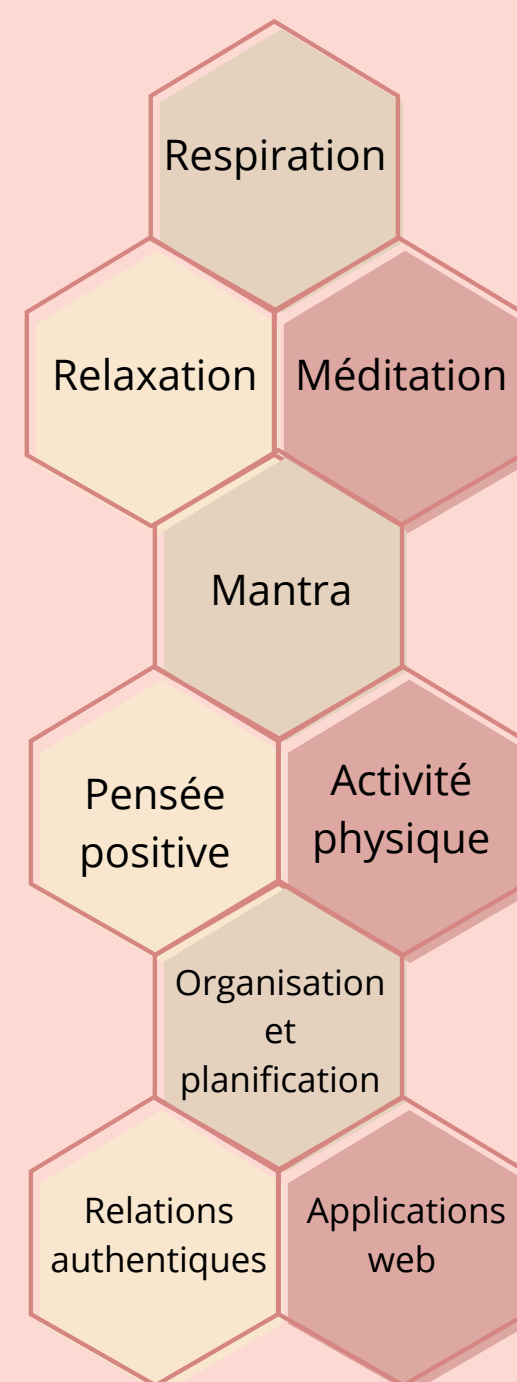 Respiration
Relaxation
Méditation
Mantra
Pensée
positive
Activité
physique
Organisation
et
planification
Relations
authentiques
Applications
web